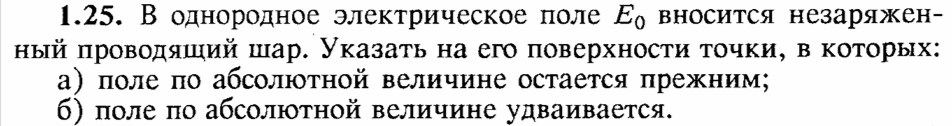 1.25. В однородное электрическое поле E₀ вносится незаряжен-
ный проводящий шар. Указать на его поверхности точки, в которых:
а) поле по абсолютной величине остается прежним;
б) поле по абсолютной величине удваивается.